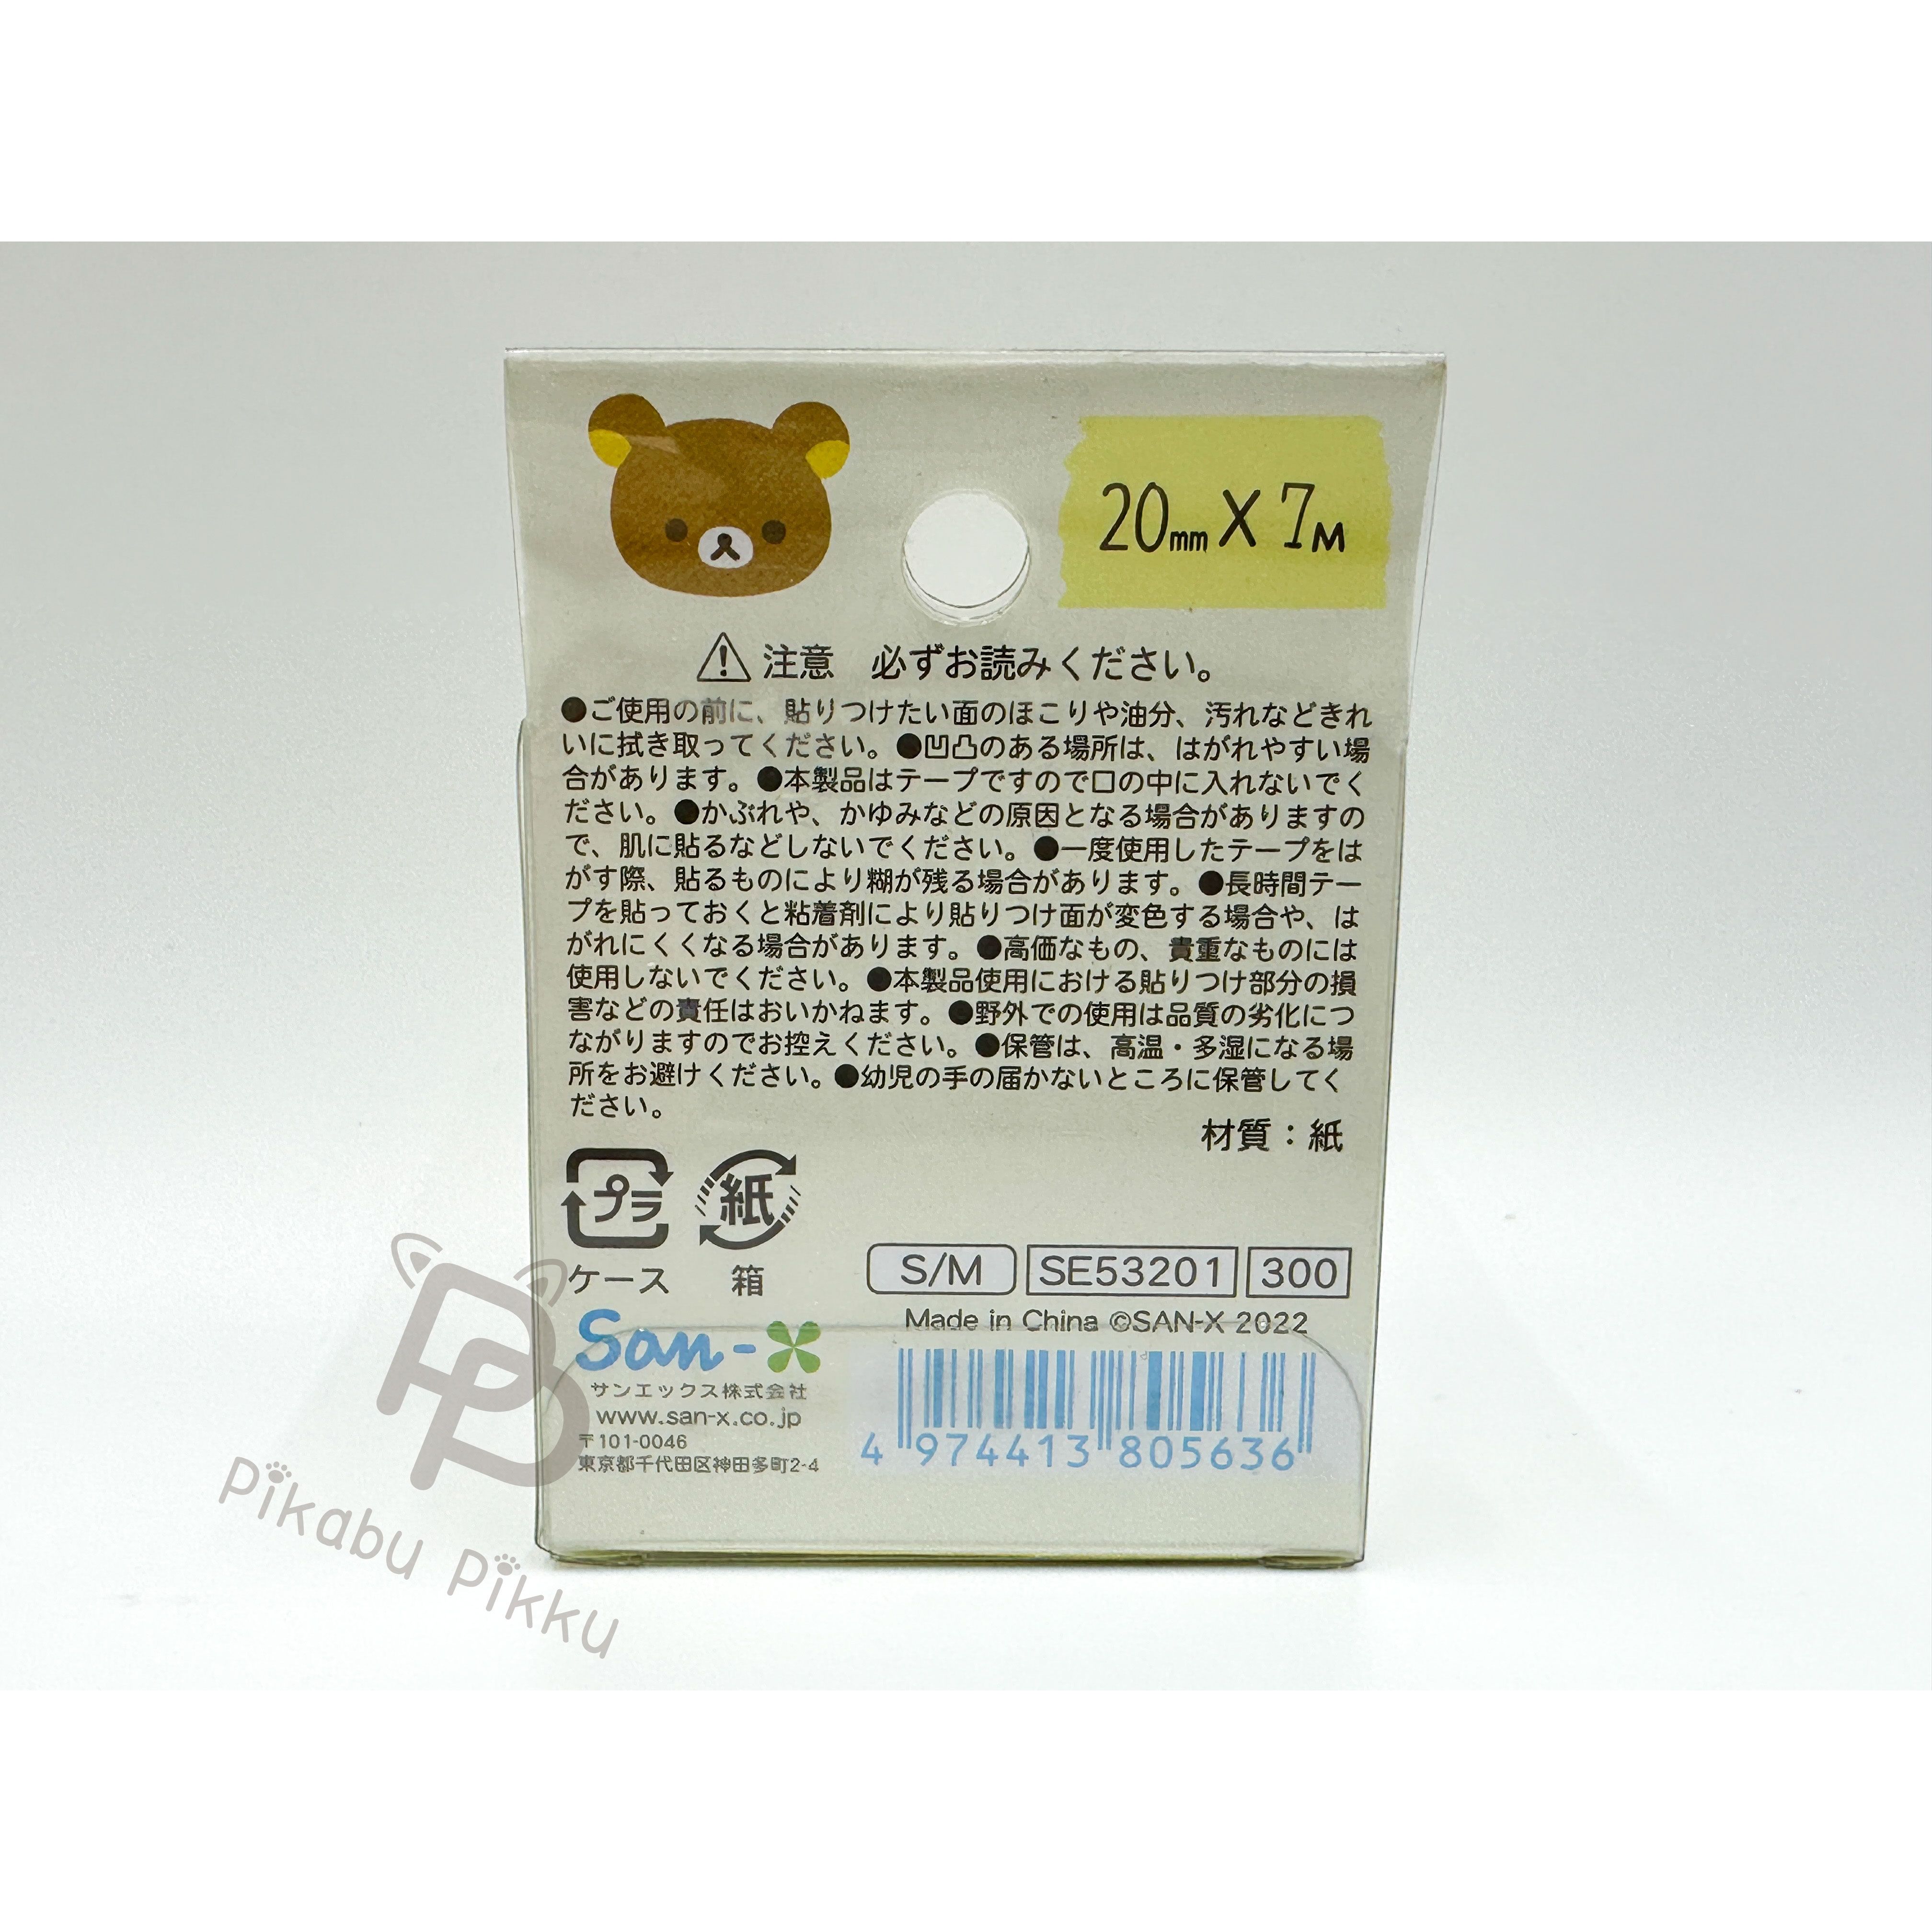 20mm X 7M
注意 必ずお読みください。
●ご使用の前に、貼りつけたい面のほこりや油分、汚れなどきれ
いに拭き取ってください。●凹凸のある場所は、はがれやすい場
合があります。●本製品はテープですので口の中に入れないでく
ださい。●かぶれや、かゆみなどの原因となる場合がありますの
で、肌に貼るなどしないでください。●一度使用したテープをは
がす際、貼るものにより糊が残る場合があります。●長時間テー
プを貼っておくと粘着剤により貼りつけ面が変色する場合や、は
がれにくくなる場合があります。●高価なもの、貴重なものには
使用しないでください。●本製品使用における貼りつけ部分の損
害などの責任はおいかねます。●野外での使用は品質の劣化につ
ながりますのでお控えください。●保管は、高温・多湿になる場
所をお避けください。●幼児の手の届かないところに保管してく
ださい。
材質：紙
プラ 紙
ケース 箱
S/M SE53201 300
Made in China ©SAN-X 2022
San-X
サンエックス株式会社
www.san-x.co.jp
〒101-0046
東京都千代田区神田多町2-4
4 974413 805636
PP
Pikabu Pikku